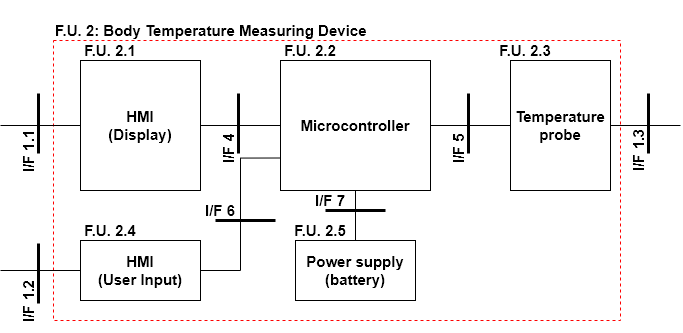 F.U. 2: Body Temperature Measuring Device
F.U. 2.1
F.U. 2.2
F.U. 2.3
HMI
(Display)
Microcontroller
Temperature
probe
I/F 1.1
I/F 4
I/F 5
I/F 1.3
I/F 6
I/F 7
F.U. 2.4
F.U. 2.5
HMI
(User Input)
Power supply
(battery)
I/F 1.2